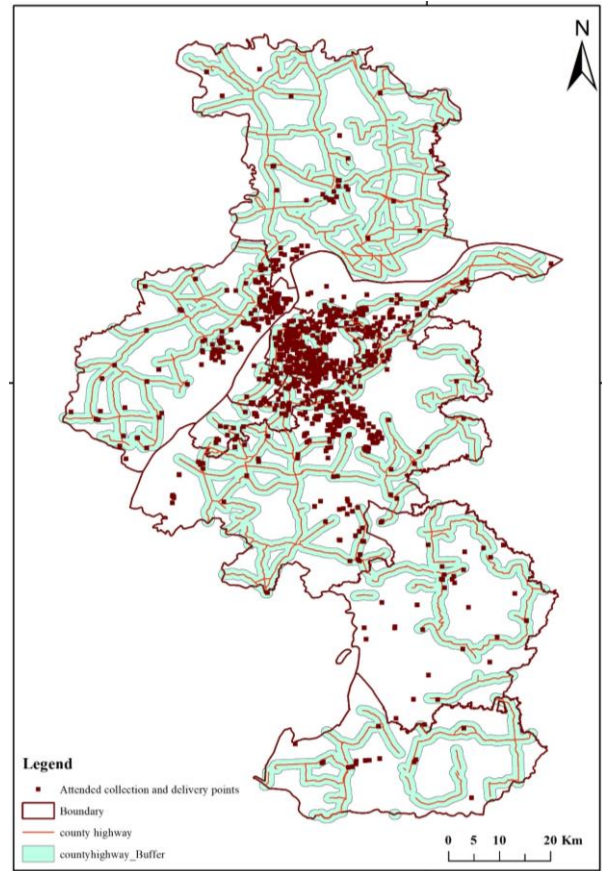 N
Legend
Attended collection and delivery points
Boundary
county highway
countyhighway_Buffer
0 5 10 20 Km